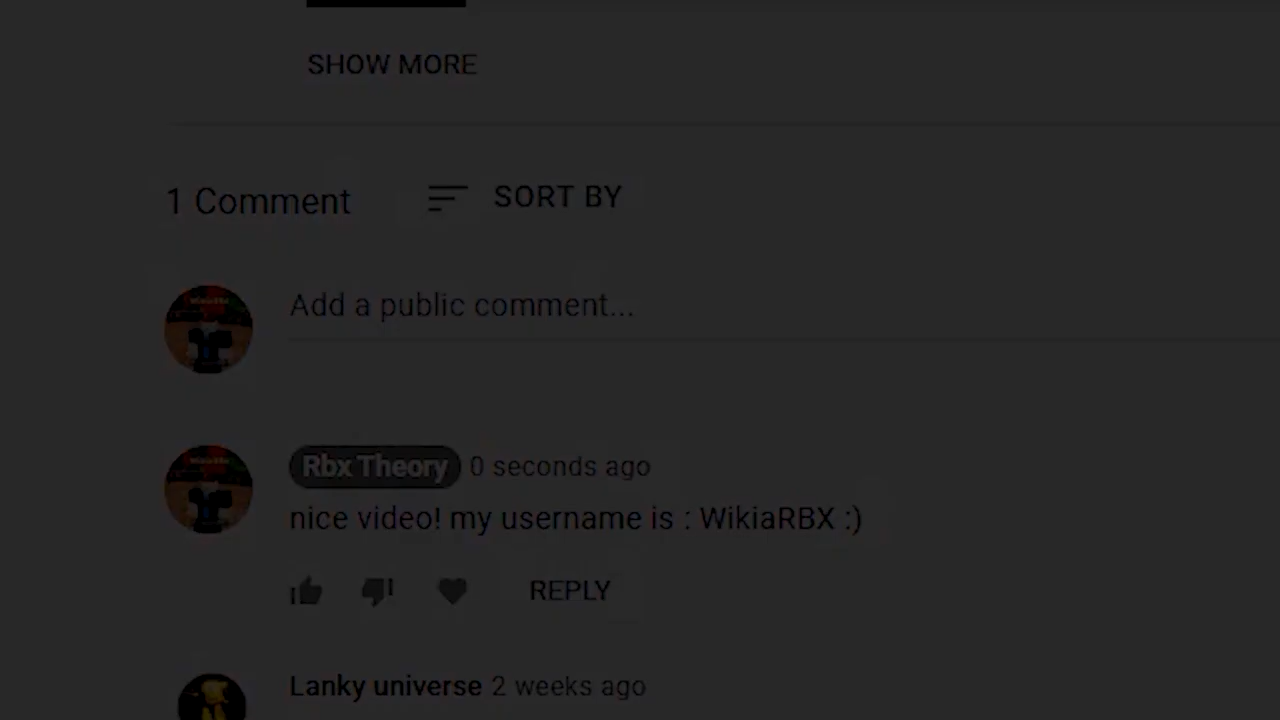 SHOW MORE
1 Comment
SORT BY
Add a public comment...
Rbx Theory 0 seconds ago
nice video! my username is : WikiaRBX :)
REPLY
Lanky universe 2 weeks ago